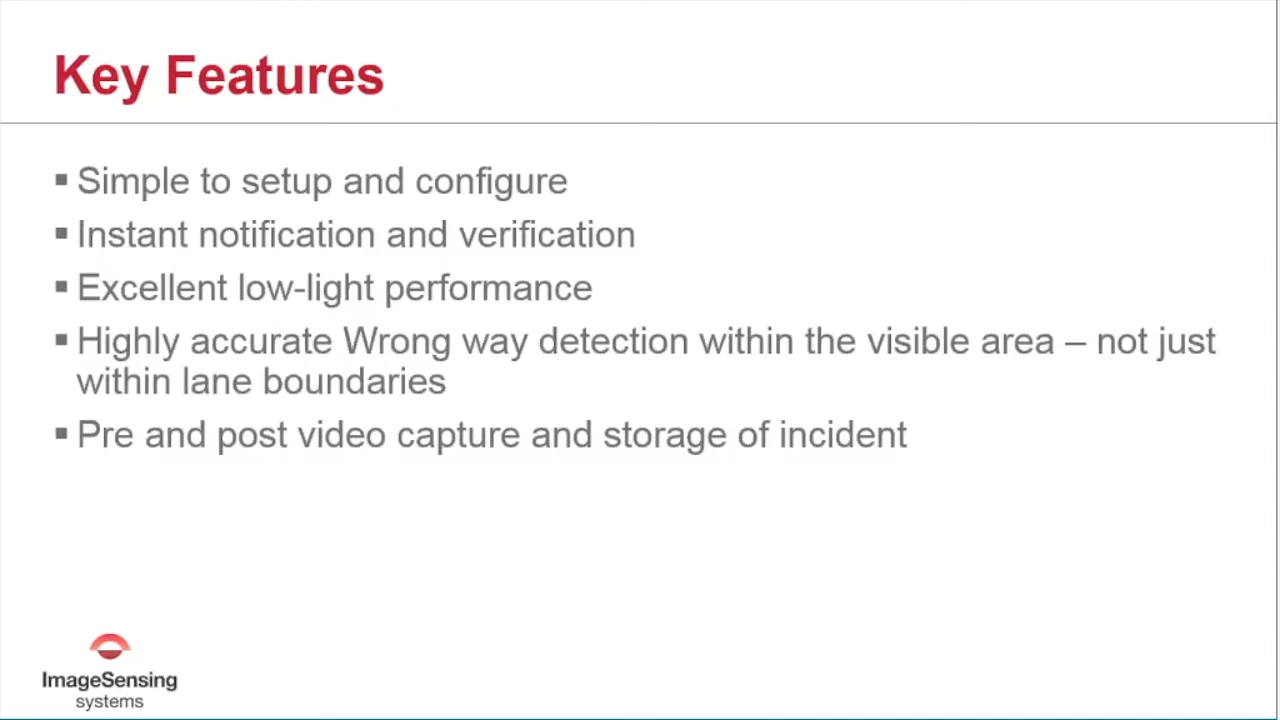 Key Features
▪ Simple to setup and configure
▪ Instant notification and verification
▪ Excellent low-light performance
▪ Highly accurate Wrong way detection within the visible area – not just
within lane boundaries
▪ Pre and post video capture and storage of incident
ImageSensing
systems